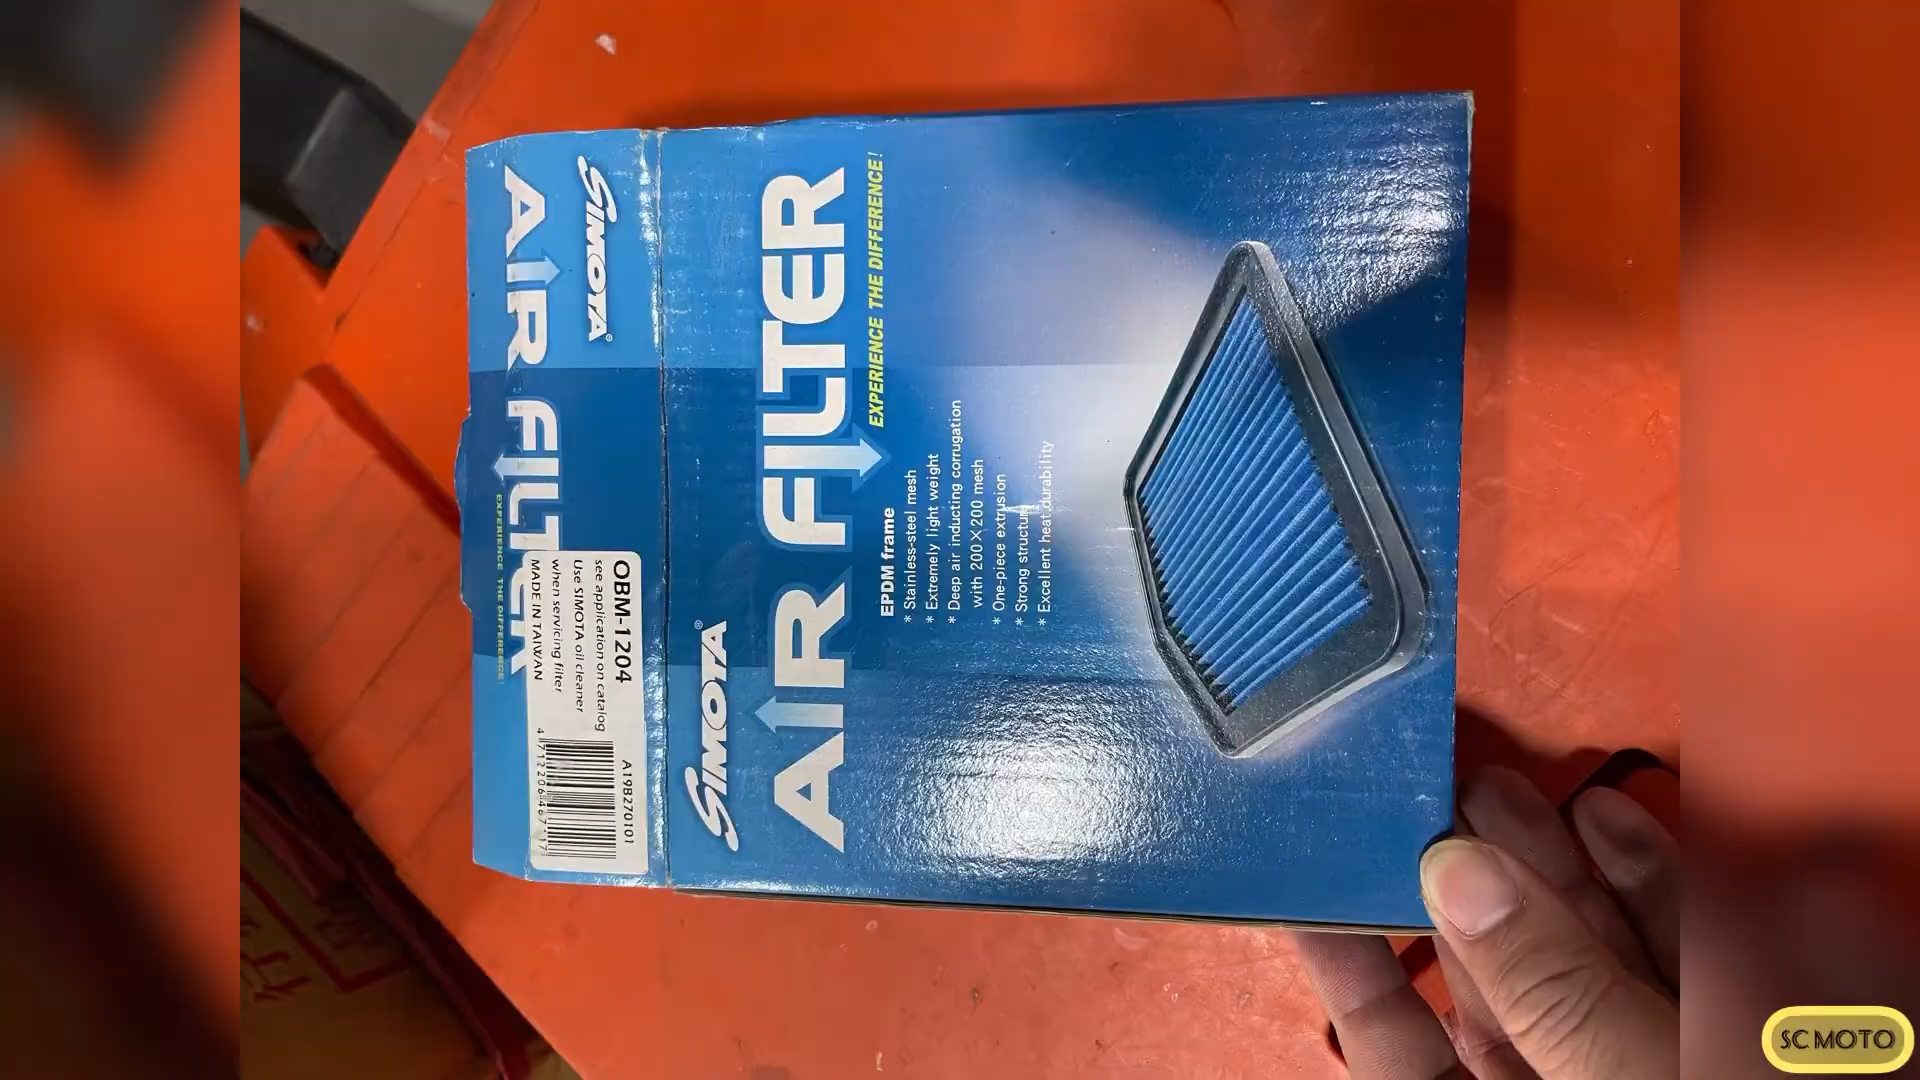 SIMOTA®
AIR FILTER
EXPERIENCE THE DIFFERENCE!
EPDM frame
* Stainless-steel mesh
* Extremely light weight
* Deep air inducting corrugation
with 200×200 mesh
* One-piece extrusion
* Strong structure
* Excellent heat durability
SIMOTA®
AIR FILTER
EXPERIENCE THE DIFFERENCE!
OBM-1204
A19B270101
see application on catalog
Use SIMOTA oil cleaner
when servicing filter
MADE IN TAIWAN
SC MOTO